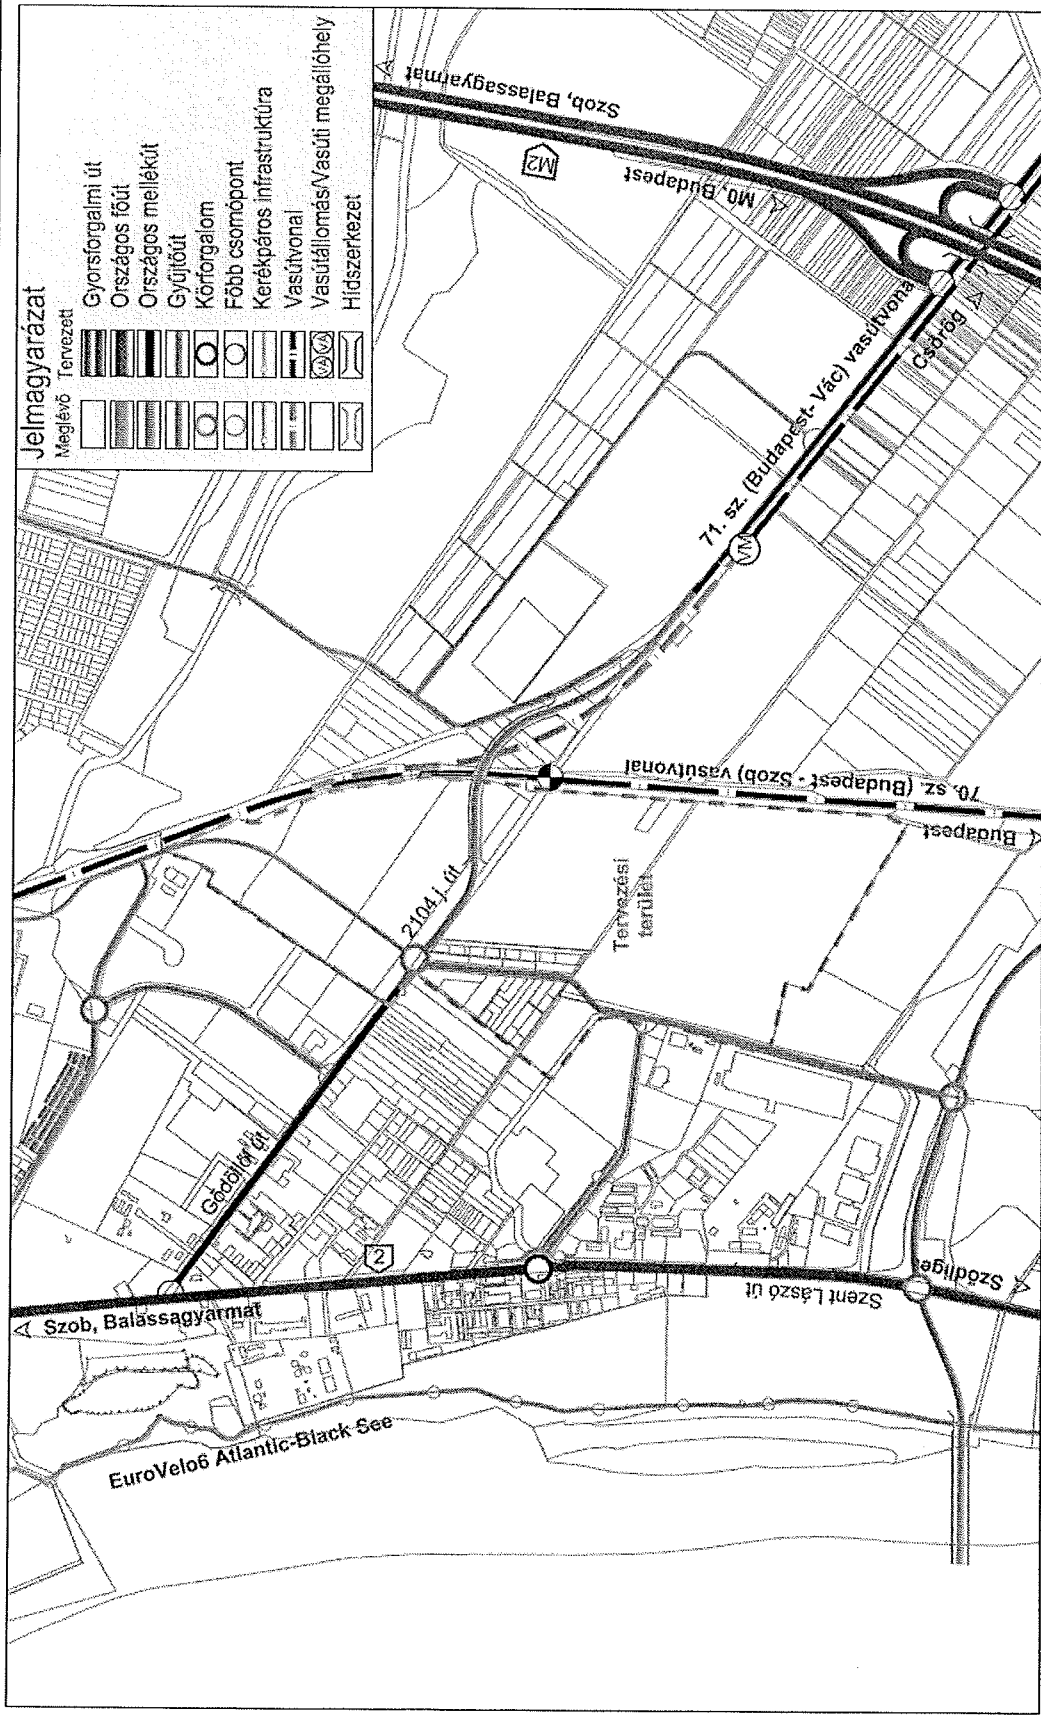 Jelmagyarázat
Meglévő Tervezett
Gyorsforgalmi út
Országos főút
Országos mellékút
Gyűjtőút
Körforgalom
Főbb csomópont
Kerékpáros infrastruktúra
Vasútvonal
Vasútállomás/Vasúti megállóhely
Hídszerkezet
Szob, Balassagyarmat
M2
M0, Budapest
71. sz. (Budapest- Vác) vasútvona
Csörög
VM
70. sz. (Budapest - Szob) vasútvonal
Budapest
2104 j. út
Tervezési
terület
Gödöllői út
2
Szob, Balassagyarmat
Szent László út
Sződliget
EuroVelo6 Atlantic-Black See